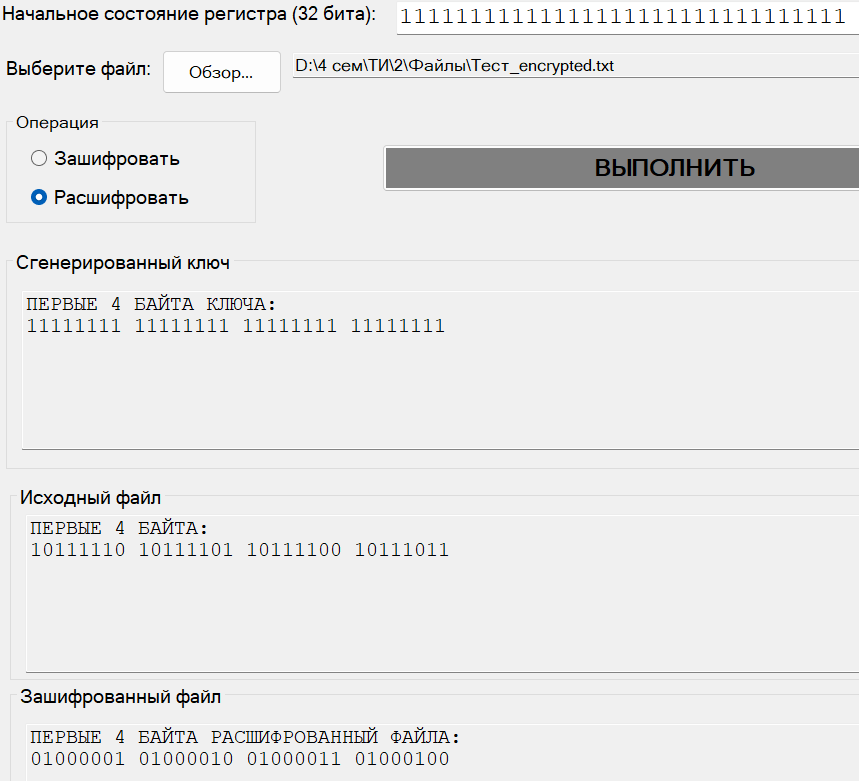 Начальное состояние регистра (32 бита): 11111111111111111111111111111111
Выберите файл: Обзор... D:\4 сем\ТИ\2\Файлы\Тест_encrypted.txt
Операция
Зашифровать
ВЫПОЛНИТЬ
Расшифровать
Сгенерированный ключ
ПЕРВЫЕ 4 БАЙТА КЛЮЧА:
11111111 11111111 11111111 11111111
Исходный файл
ПЕРВЫЕ 4 БАЙТА:
10111110 10111101 10111100 10111011
Зашифрованный файл
ПЕРВЫЕ 4 БАЙТА РАСШИФРОВАННЫЙ ФАЙЛА:
01000001 01000010 01000011 01000100